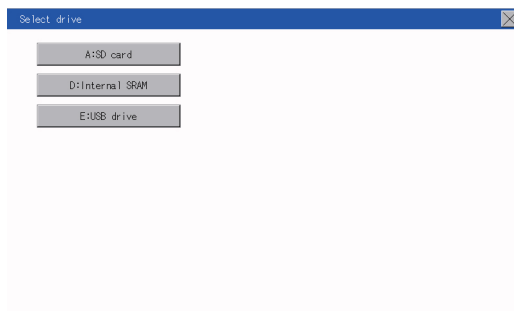 Select drive
A:SD card
D:Internal SRAM
E:USB drive